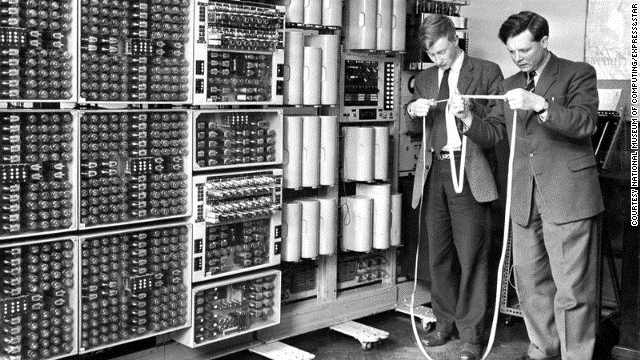 COURTESY NATIONAL MUSEUM OF COMPUTING/EXPRESS&STAR